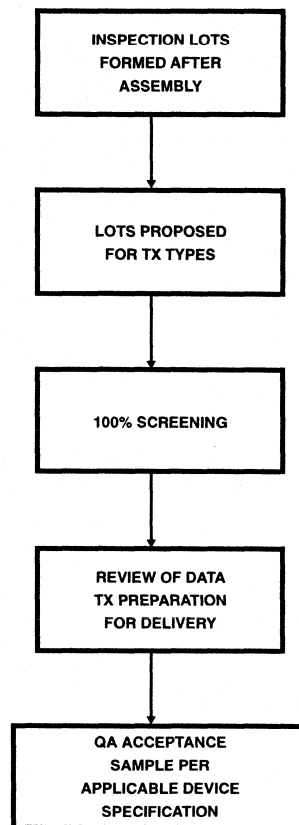 INSPECTION LOTS
FORMED AFTER
ASSEMBLY
LOTS PROPOSED
FOR TX TYPES
100% SCREENING
REVIEW OF DATA
TX PREPARATION
FOR DELIVERY
QA ACCEPTANCE
SAMPLE PER
APPLICABLE DEVICE
SPECIFICATION